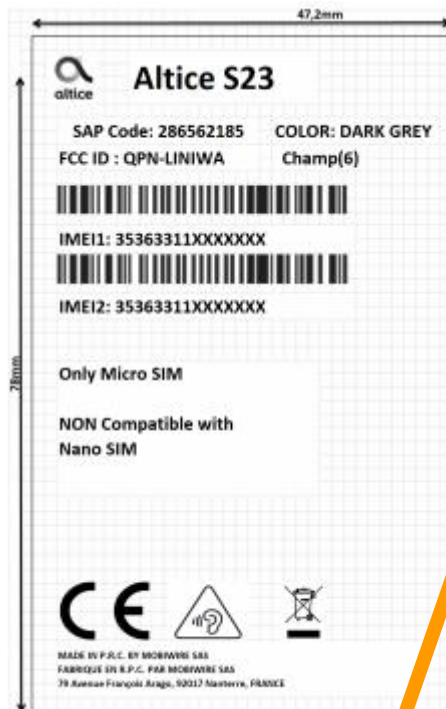 47,2mm
altice
Altice S23
SAP Code: 286562185 COLOR: DARK GREY
FCC ID : QPN-LINIWA Champ(6)
IMEI1: 35363311XXXXXXX
IMEI2: 35363311XXXXXXX
78mm
Only Micro SIM
NON Compatible with
Nano SIM
CE
MADE IN P.R.C. BY MOBIWIRE SAS
FABRIQUE EN R.P.C. PAR MOBIWIRE SAS
79 Avenue François Arago, 92017 Nanterre, FRANCE